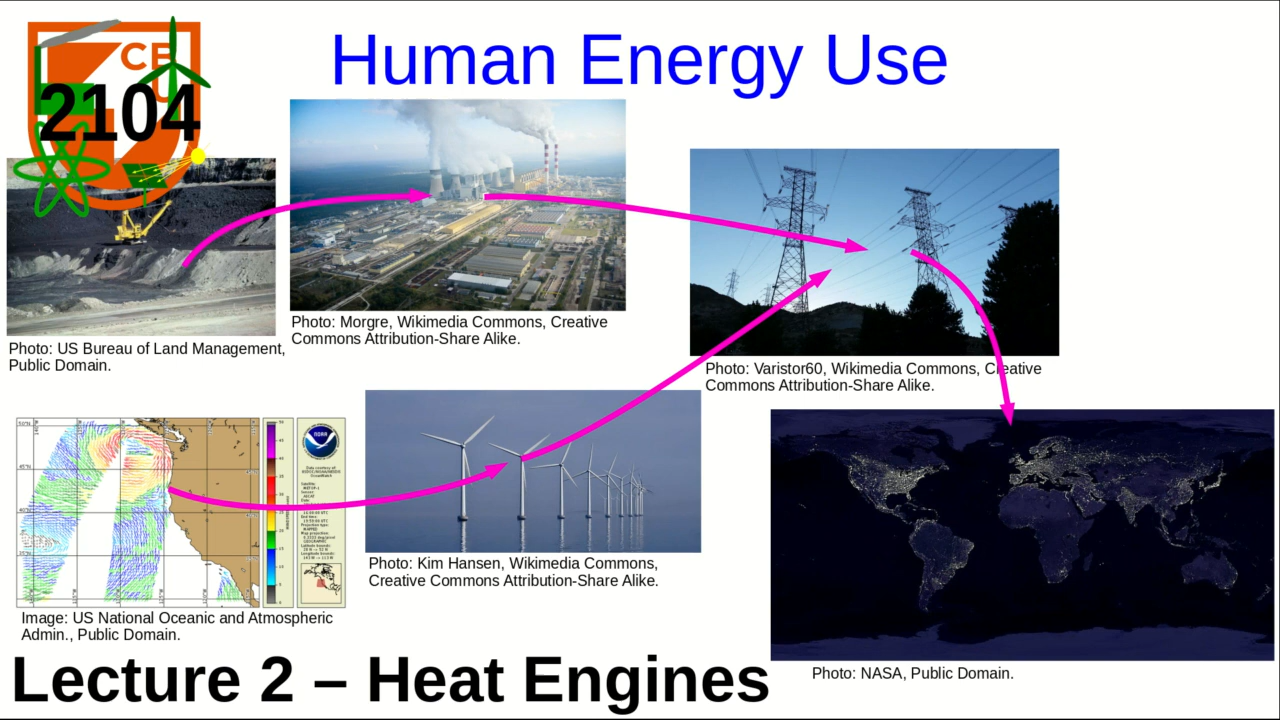 Human Energy Use
CE
2104
Photo: US Bureau of Land Management,
Public Domain.
Photo: Morgre, Wikimedia Commons, Creative
Commons Attribution-Share Alike.
Photo: Varistor60, Wikimedia Commons, Creative
Commons Attribution-Share Alike.
NOAA
Image: US National Oceanic and Atmospheric
Admin., Public Domain.
Photo: Kim Hansen, Wikimedia Commons,
Creative Commons Attribution-Share Alike.
Photo: NASA, Public Domain.
Lecture 2 – Heat Engines